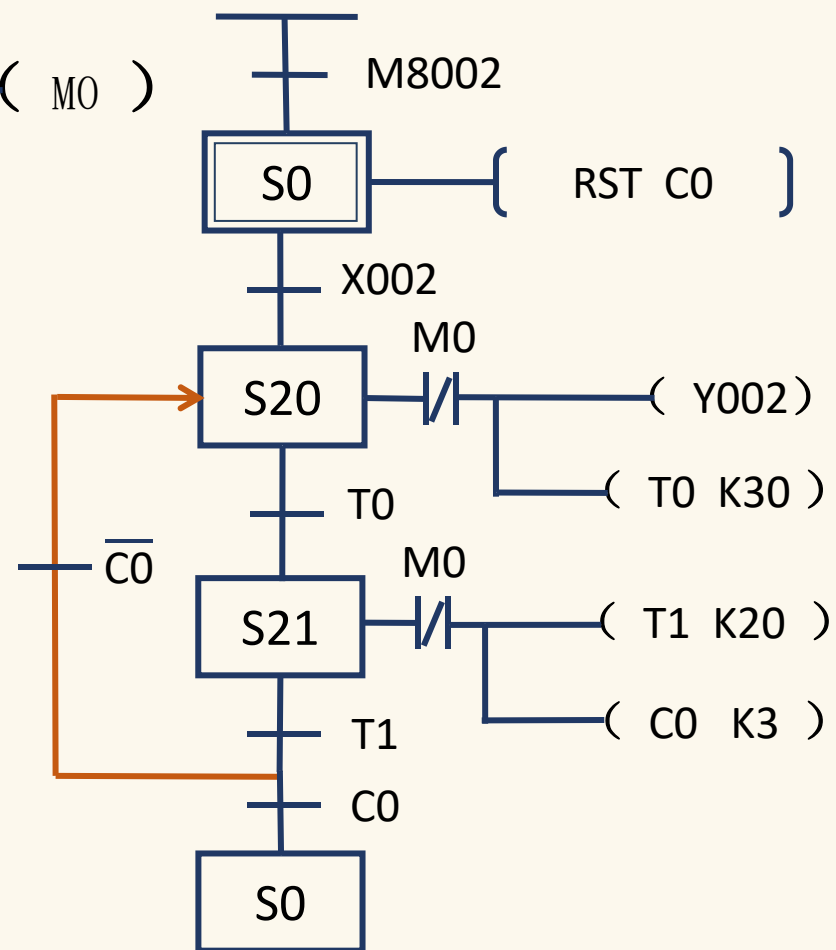 M8002
( MO )
S0
RST C0
X002
M0
S20
( Y002 )
( T0 K30 )
T0
M0
C0
S21
( T1 K20 )
( C0 K3 )
T1
C0
S0